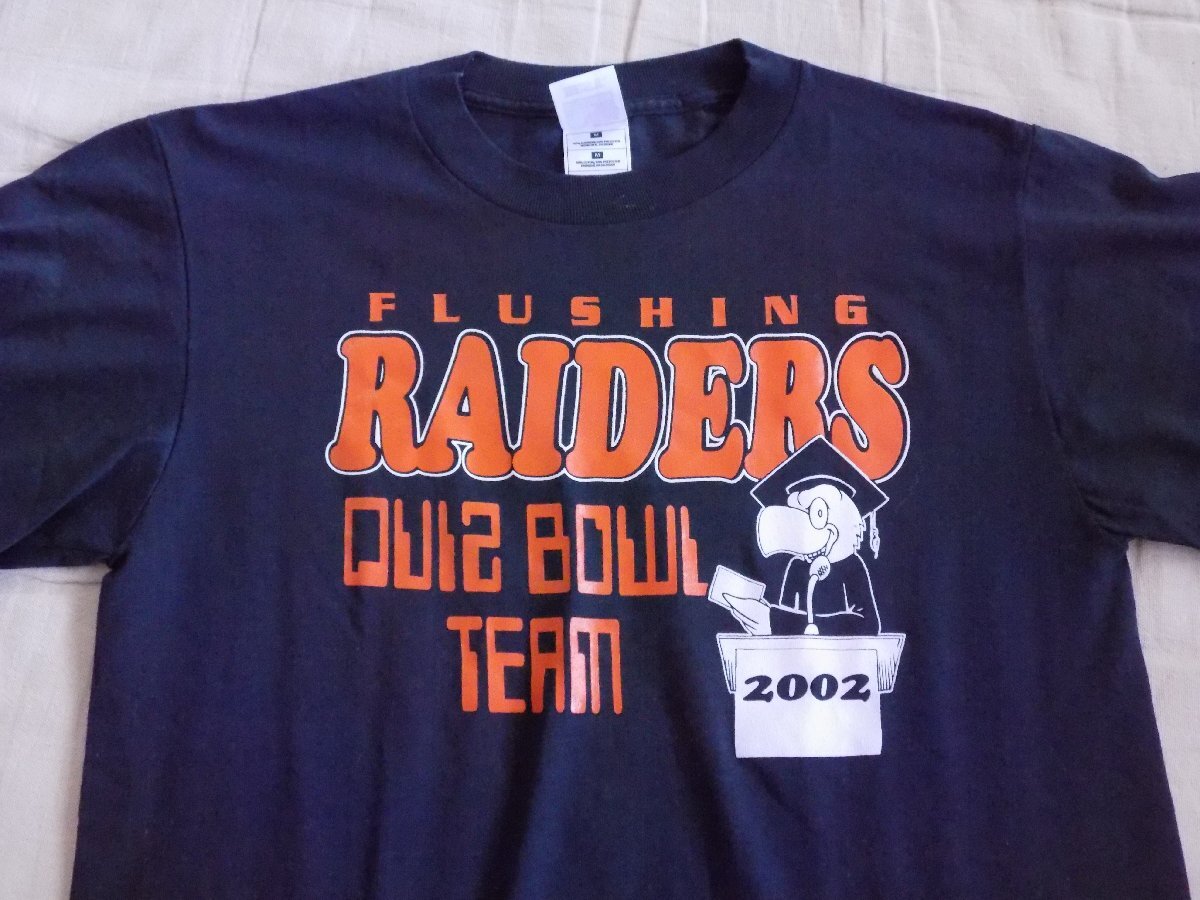 M
M
FLUSHING
RAIDERS
QUIZ BOWL
TEAM
2002